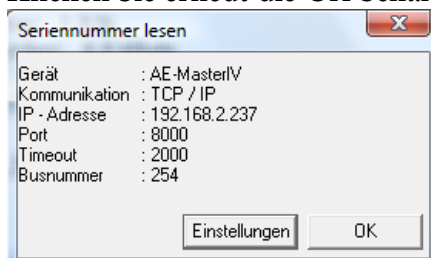 Seriennummer lesen
Gerät : AE-MasterIV
Kommunikation : TCP / IP
IP - Adresse : 192.168.2.237
Port : 8000
Timeout : 2000
Busnummer : 254
Einstellungen OK